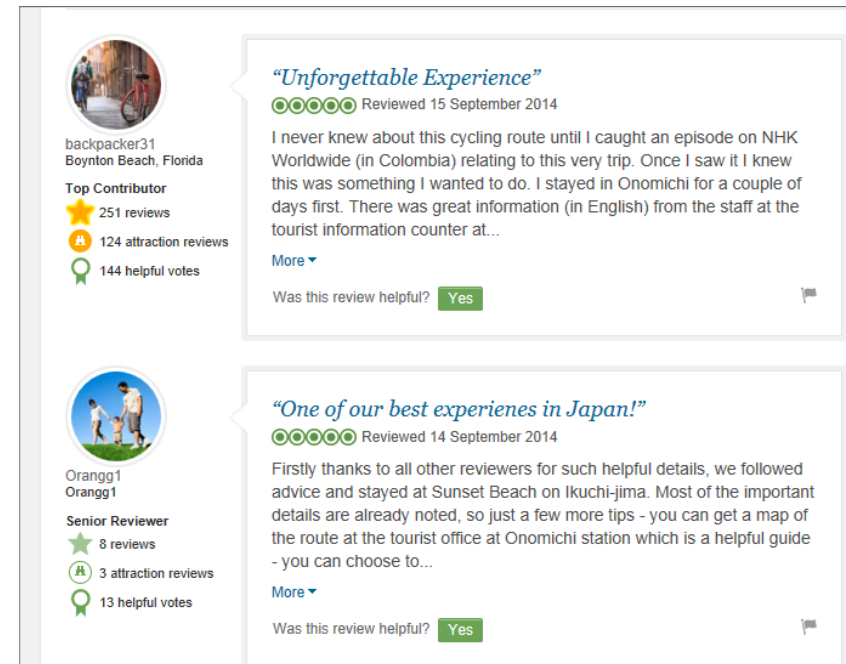 “Unforgettable Experience”
Reviewed 15 September 2014
I never knew about this cycling route until I caught an episode on NHK
Worldwide (in Colombia) relating to this very trip. Once I saw it I knew
this was something I wanted to do. I stayed in Onomichi for a couple of
days first. There was great information (in English) from the staff at the
tourist information counter at...
More
Was this review helpful? Yes
backpacker31
Boynton Beach, Florida
Top Contributor
251 reviews
124 attraction reviews
144 helpful votes
“One of our best experienes in Japan!”
Reviewed 14 September 2014
Firstly thanks to all other reviewers for such helpful details, we followed
advice and stayed at Sunset Beach on Ikuchi-jima. Most of the important
details are already noted, so just a few more tips - you can get a map of
the route at the tourist office at Onomichi station which is a helpful guide
- you can choose to...
More
Was this review helpful? Yes
Orangg1
Orangg1
Senior Reviewer
8 reviews
3 attraction reviews
13 helpful votes